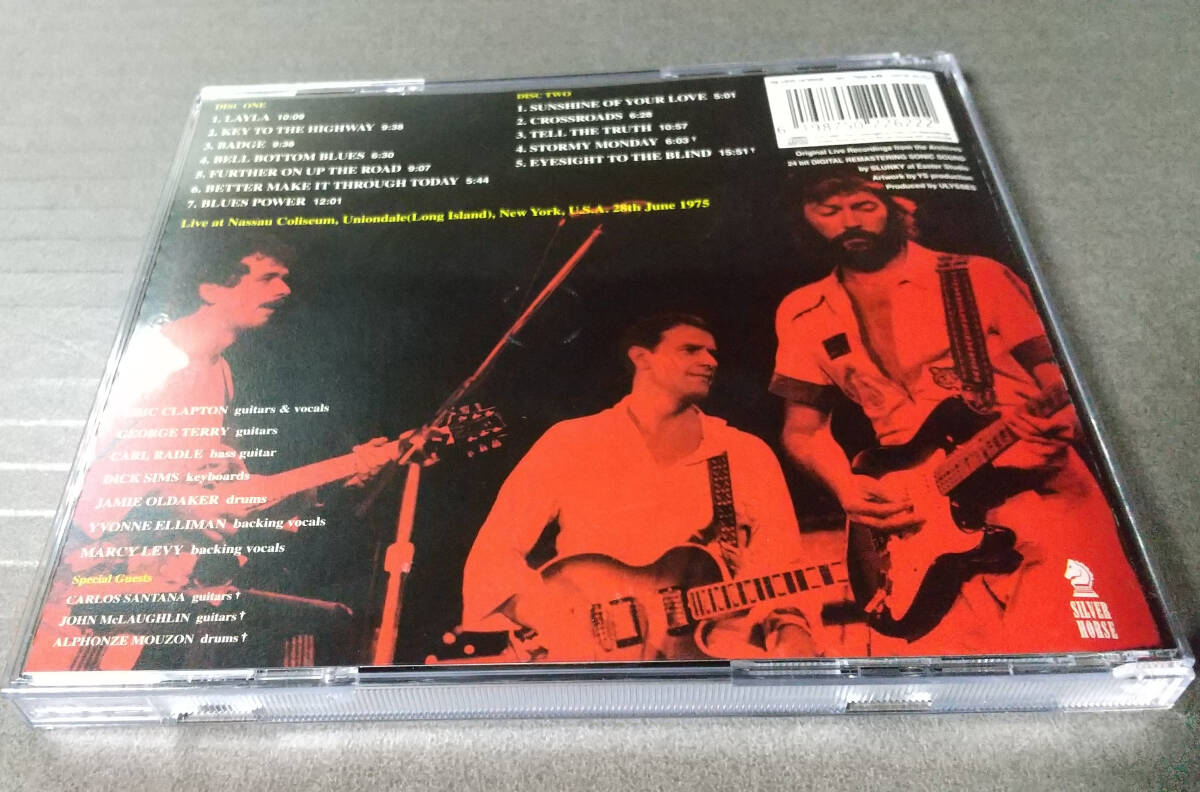 DISC ONE
1. LAYLA 10:09
2. KEY TO THE HIGHWAY 9:38
3. BADGE 9:38
4. BELL BOTTOM BLUES 6:30
5. FURTHER ON UP THE ROAD 9:07
6. BETTER MAKE IT THROUGH TODAY 5:44
7. BLUES POWER 12:01
DISC TWO
1. SUNSHINE OF YOUR LOVE 5:01
2. CROSSROADS 6:28
3. TELL THE TRUTH 10:57
4. STORMY MONDAY 6:03 †
5. EYESIGHT TO THE BLIND 15:51 †
Live at Nassau Coliseum, Uniondale(Long Island), New York, U.S.A. 28th June 1975
Original Live Recordings from the Archives
24 bit DIGITAL REMASTERING SONIC SOUND
by SLUNKY at Easter Studio
Artwork by YS production
Produced by ULYSSES
ERIC CLAPTON guitars & vocals
GEORGE TERRY guitars
CARL RADLE bass guitar
DICK SIMS keyboards
JAMIE OLDAKER drums
YVONNE ELLIMAN backing vocals
MARCY LEVY backing vocals
Special Guests
CARLOS SANTANA guitars †
JOHN McLAUGHLIN guitars †
ALPHONZE MOUZON drums †
SILVER
HORSE